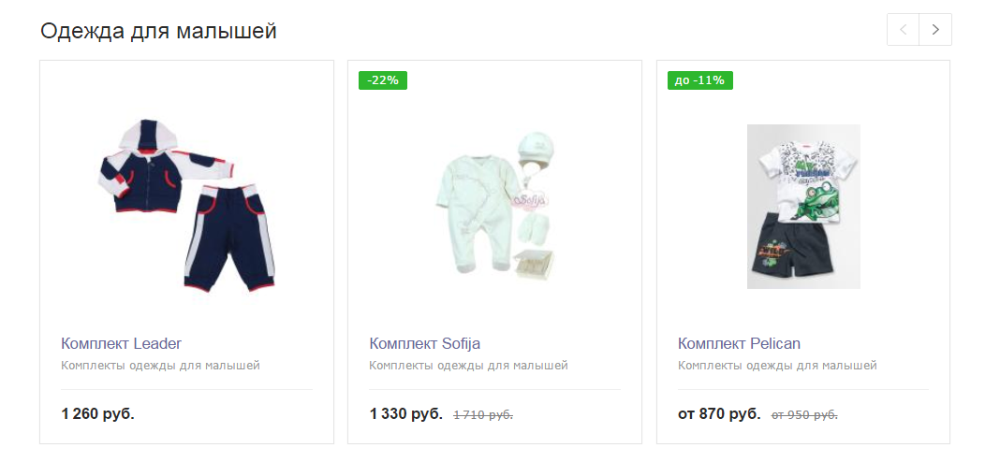 Одежда для малышей
-22%
до -11%
Sofija
Комплект Leader
Комплекты одежды для малышей
1 260 руб.
Комплект Sofija
Комплекты одежды для малышей
1 330 руб. 1 710 руб.
Комплект Pelican
Комплекты одежды для малышей
от 870 руб. от 950 руб.